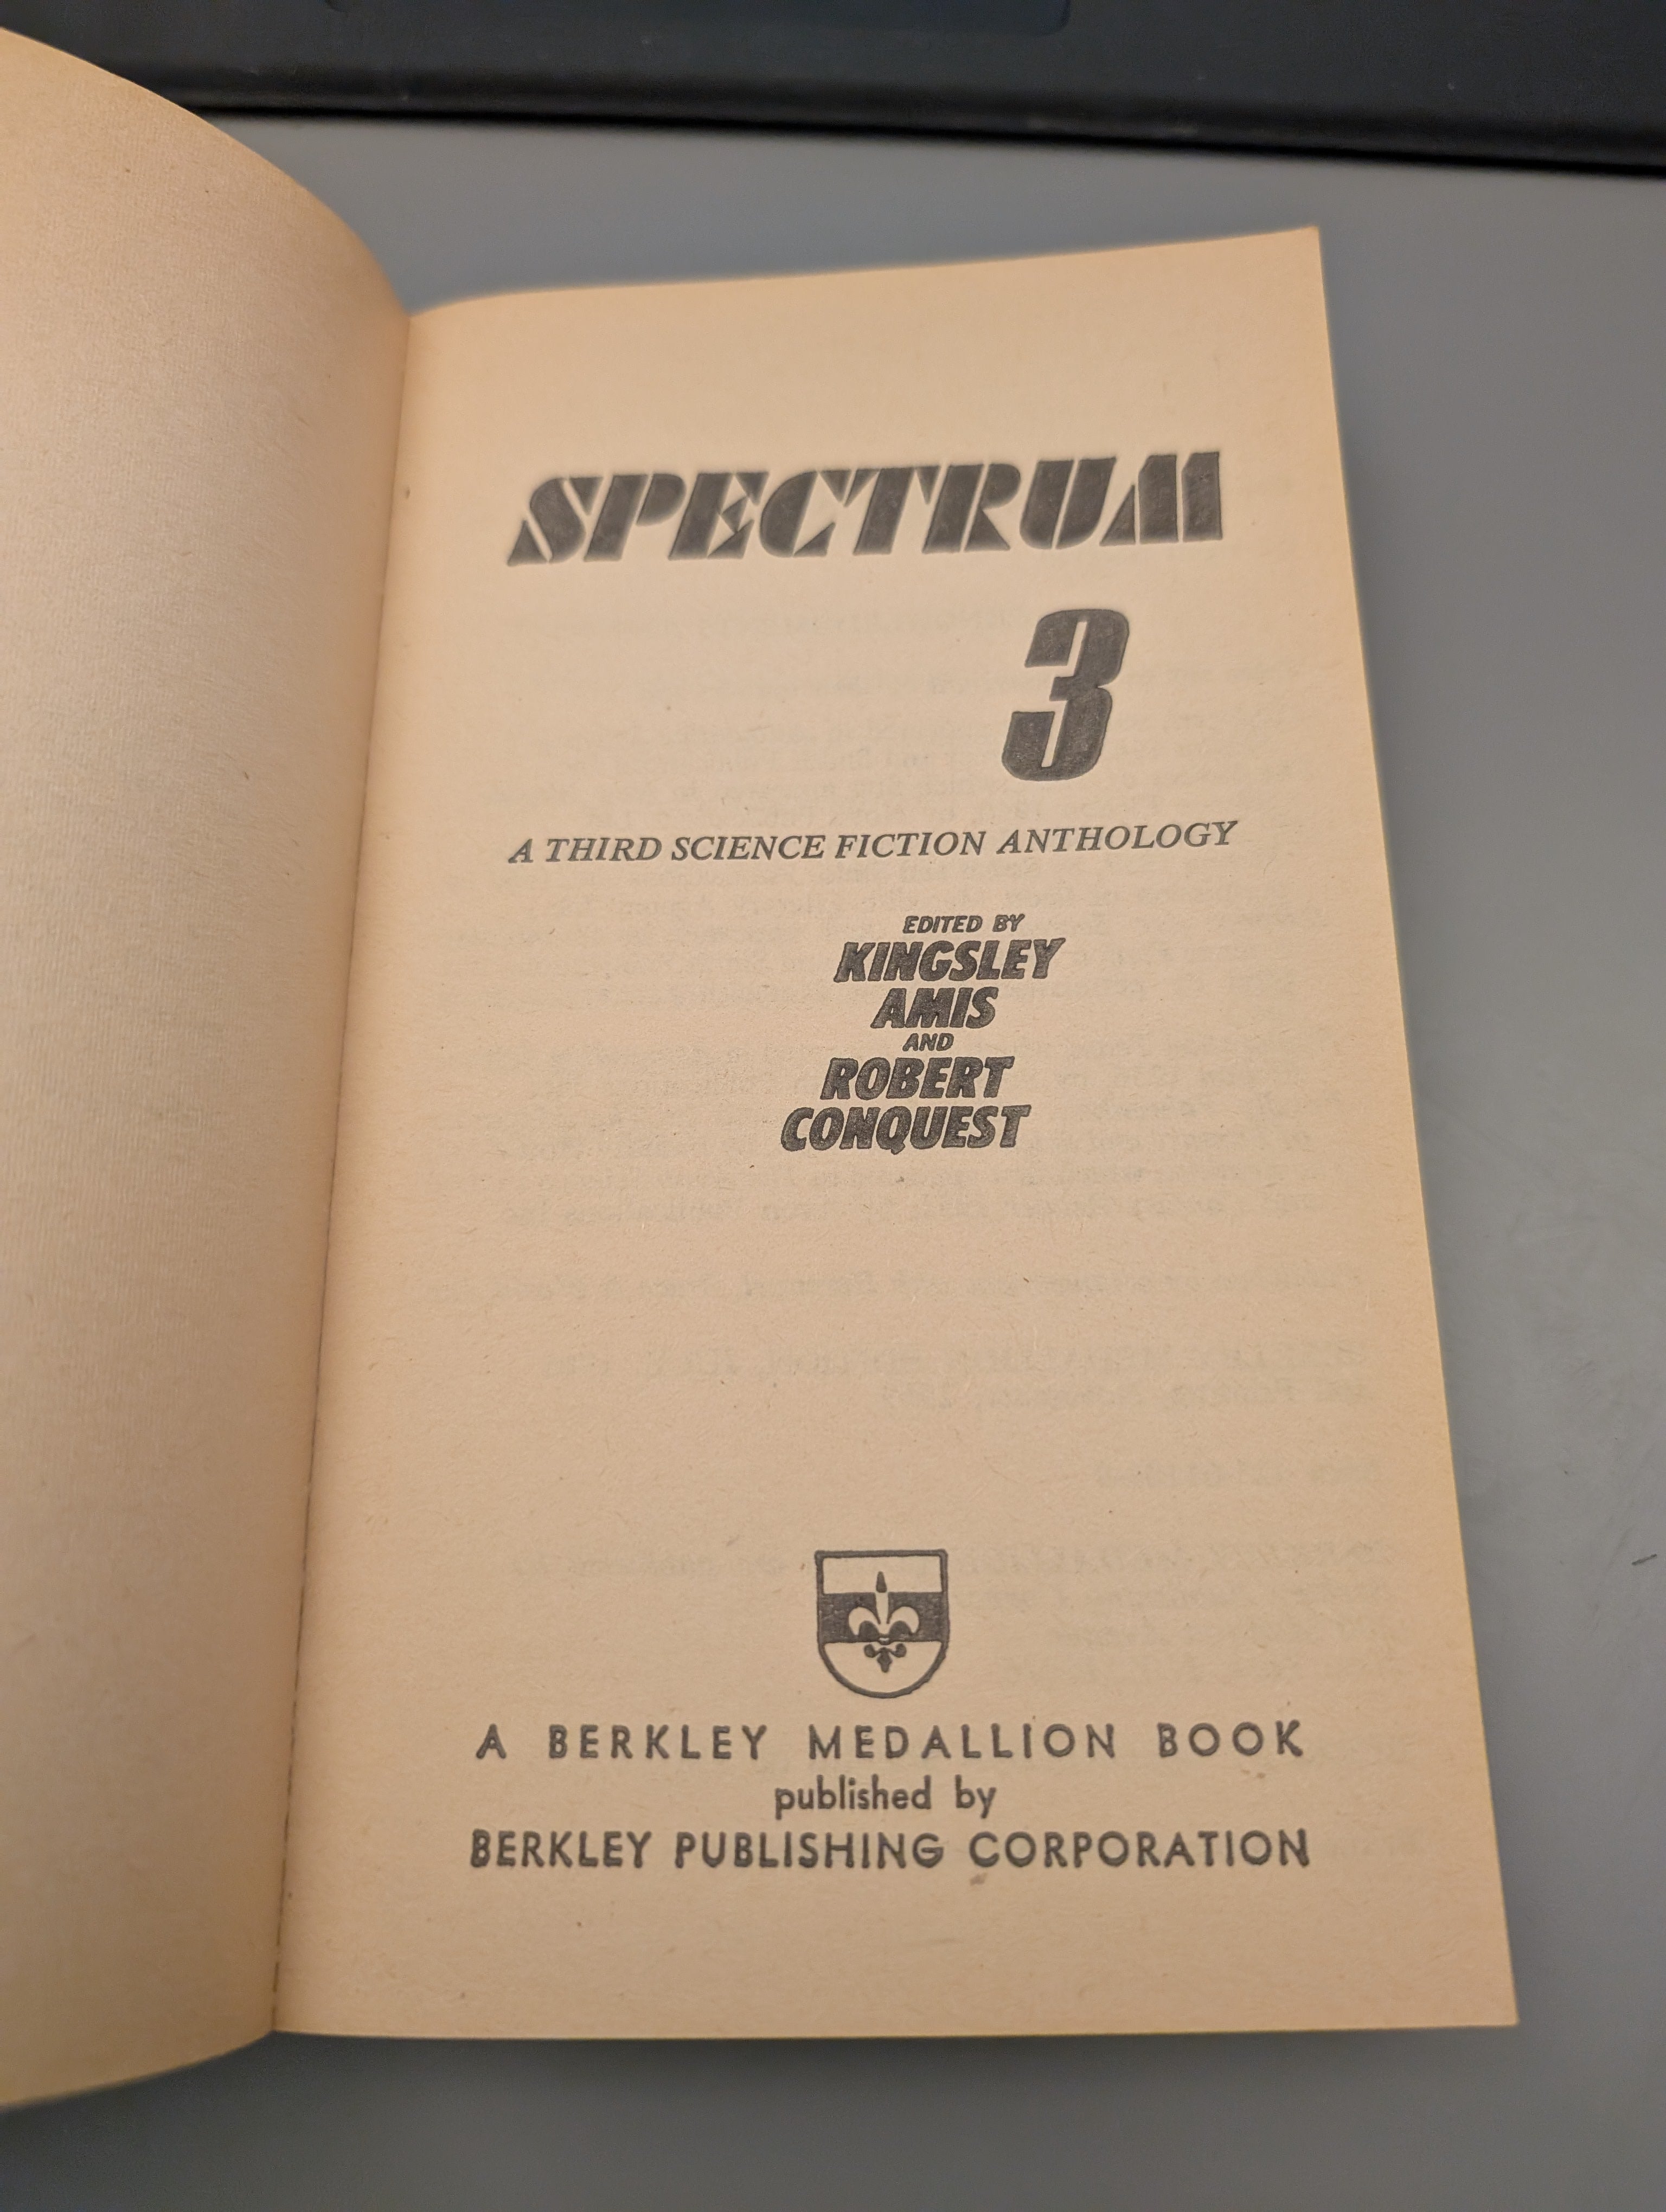 SPECTRUM
3
A THIRD SCIENCE FICTION ANTHOLOGY
EDITED BY
KINGSLEY
AMIS
AND
ROBERT
CONQUEST
A BERKLEY MEDALLION BOOK
published by
BERKLEY PUBLISHING CORPORATION